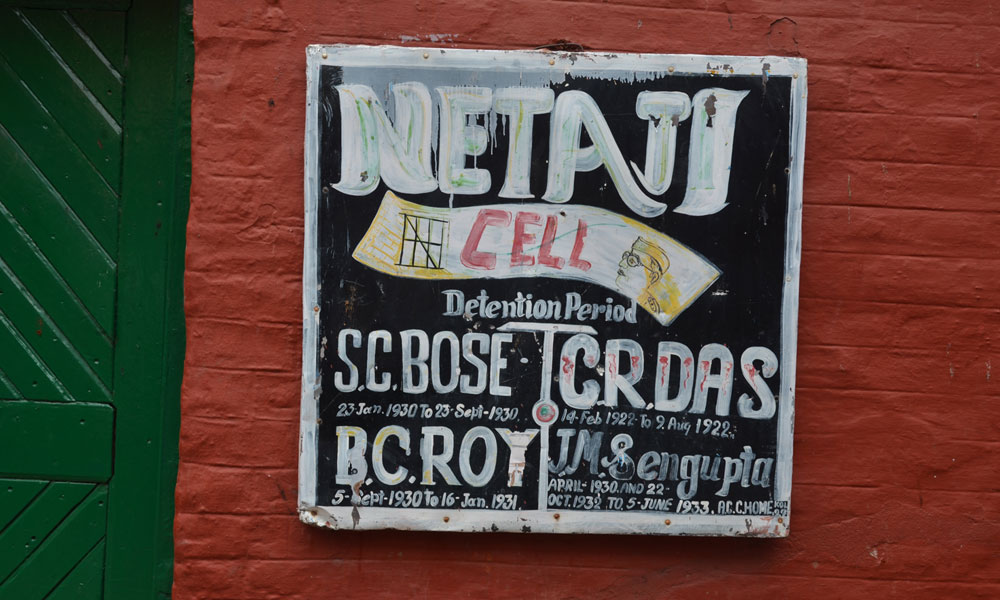 NETAJI
CELL
Detention Period
S.C.BOSE
23-Jan. 1930 To 23-Sept-1930
C.R.DAS
14-Feb 1922-To 9 Aug 1922.
B.C.ROY
5-Sept-1930 To 16-Jan. 1931.
J.M.Sengupta
APRIL-1930. AND 22-
OCT. 1932 TO, 5-JUNE 1933. A.C.C.HOME